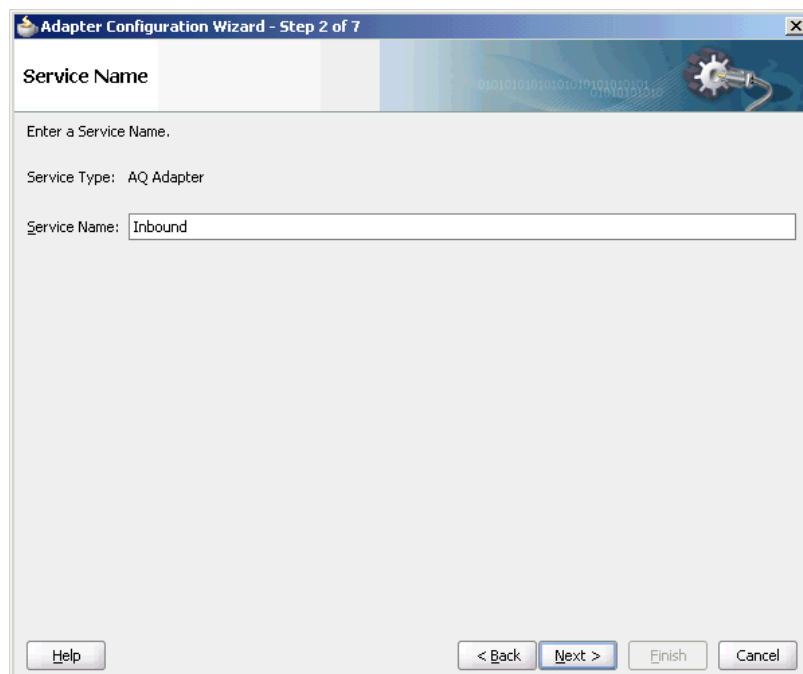 Adapter Configuration Wizard - Step 2 of 7
Service Name
Enter a Service Name.
Service Type: AQ Adapter
Service Name: Inbound
Help < Back Next > Finish Cancel